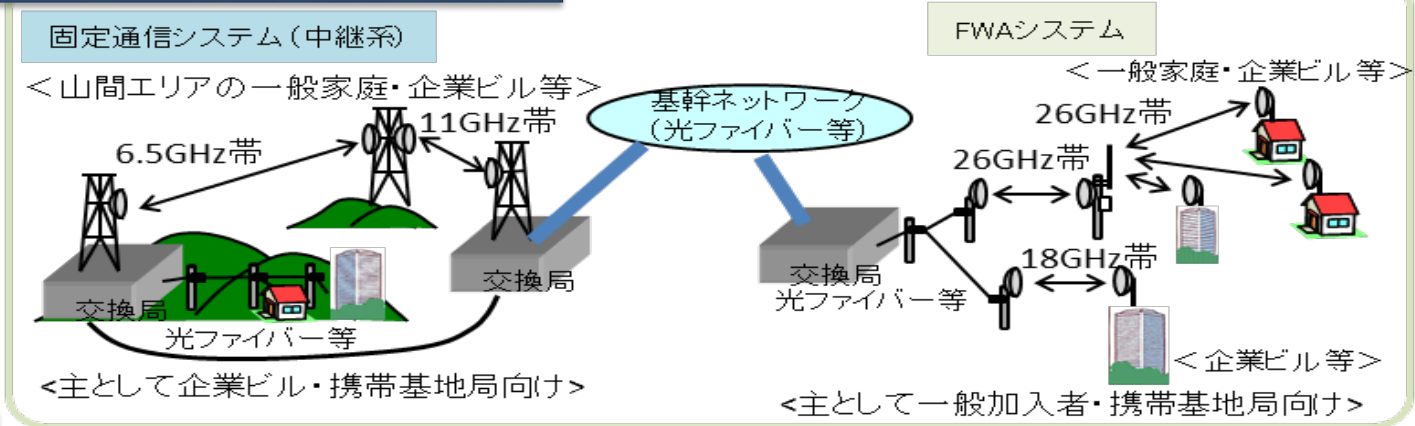 固定通信システム(中継系)
<山間エリアの一般家庭・企業ビル等>
11GHz帯
6.5GHz帯
交換局
交換局
光ファイバー等
<主として企業ビル・携帯基地局向け>
基幹ネットワーク
(光ファイバー等)
FWAシステム
<一般家庭・企業ビル等>
26GHz帯
26GHz帯
18GHz帯
交換局
光ファイバー等
<企業ビル等>
<主として一般加入者・携帯基地局向け>